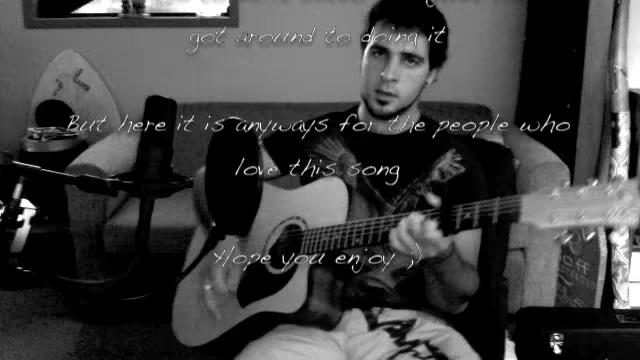 got around to doing it
But here it is anyways for the people who
love this song
Hope you enjoy ;)